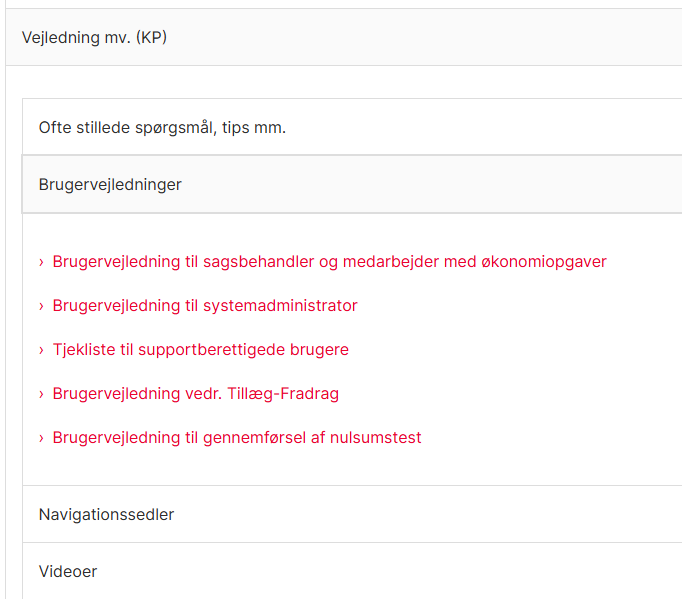 Vejledning mv. (KP)
Ofte stillede spørgsmål, tips mm.
Brugervejledninger
› Brugervejledning til sagsbehandler og medarbejder med økonomiopgaver
› Brugervejledning til systemadministrator
› Tjekliste til supportberettigede brugere
› Brugervejledning vedr. Tillæg-Fradrag
› Brugervejledning til gennemførsel af nulsumstest
Navigationssedler
Videoer